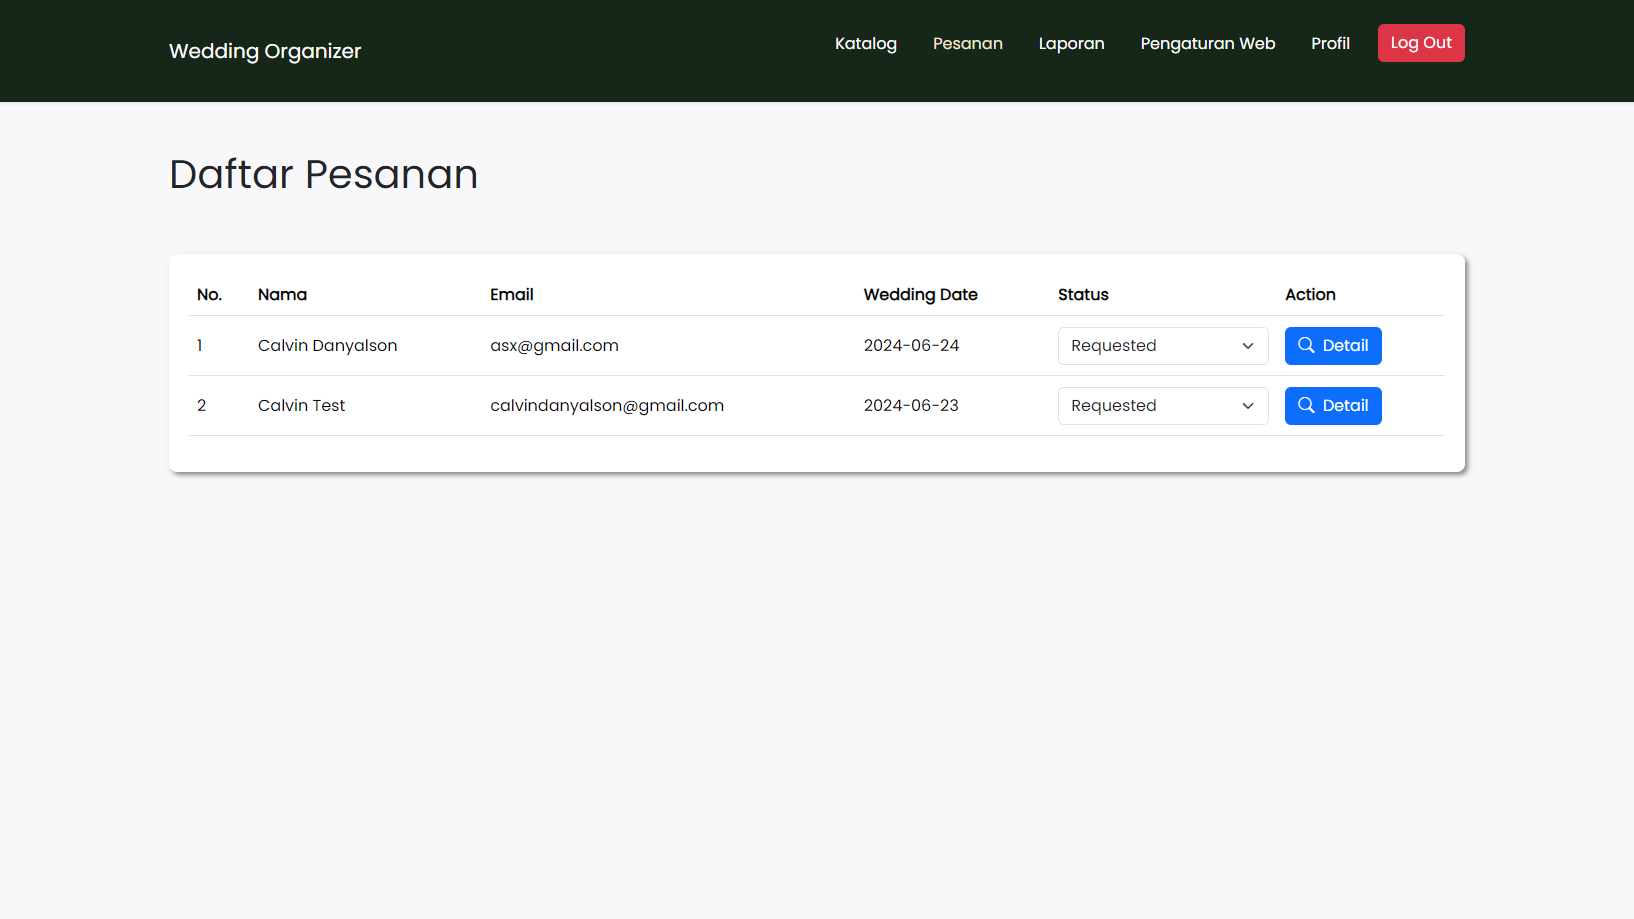 Wedding Organizer
Katalog Pesanan Laporan Pengaturan Web Profil Log Out
Daftar Pesanan
No. Nama Email Wedding Date Status Action
1 Calvin Danyalson asx@gmail.com 2024-06-24 Requested Detail
2 Calvin Test calvindanyalson@gmail.com 2024-06-23 Requested Detail